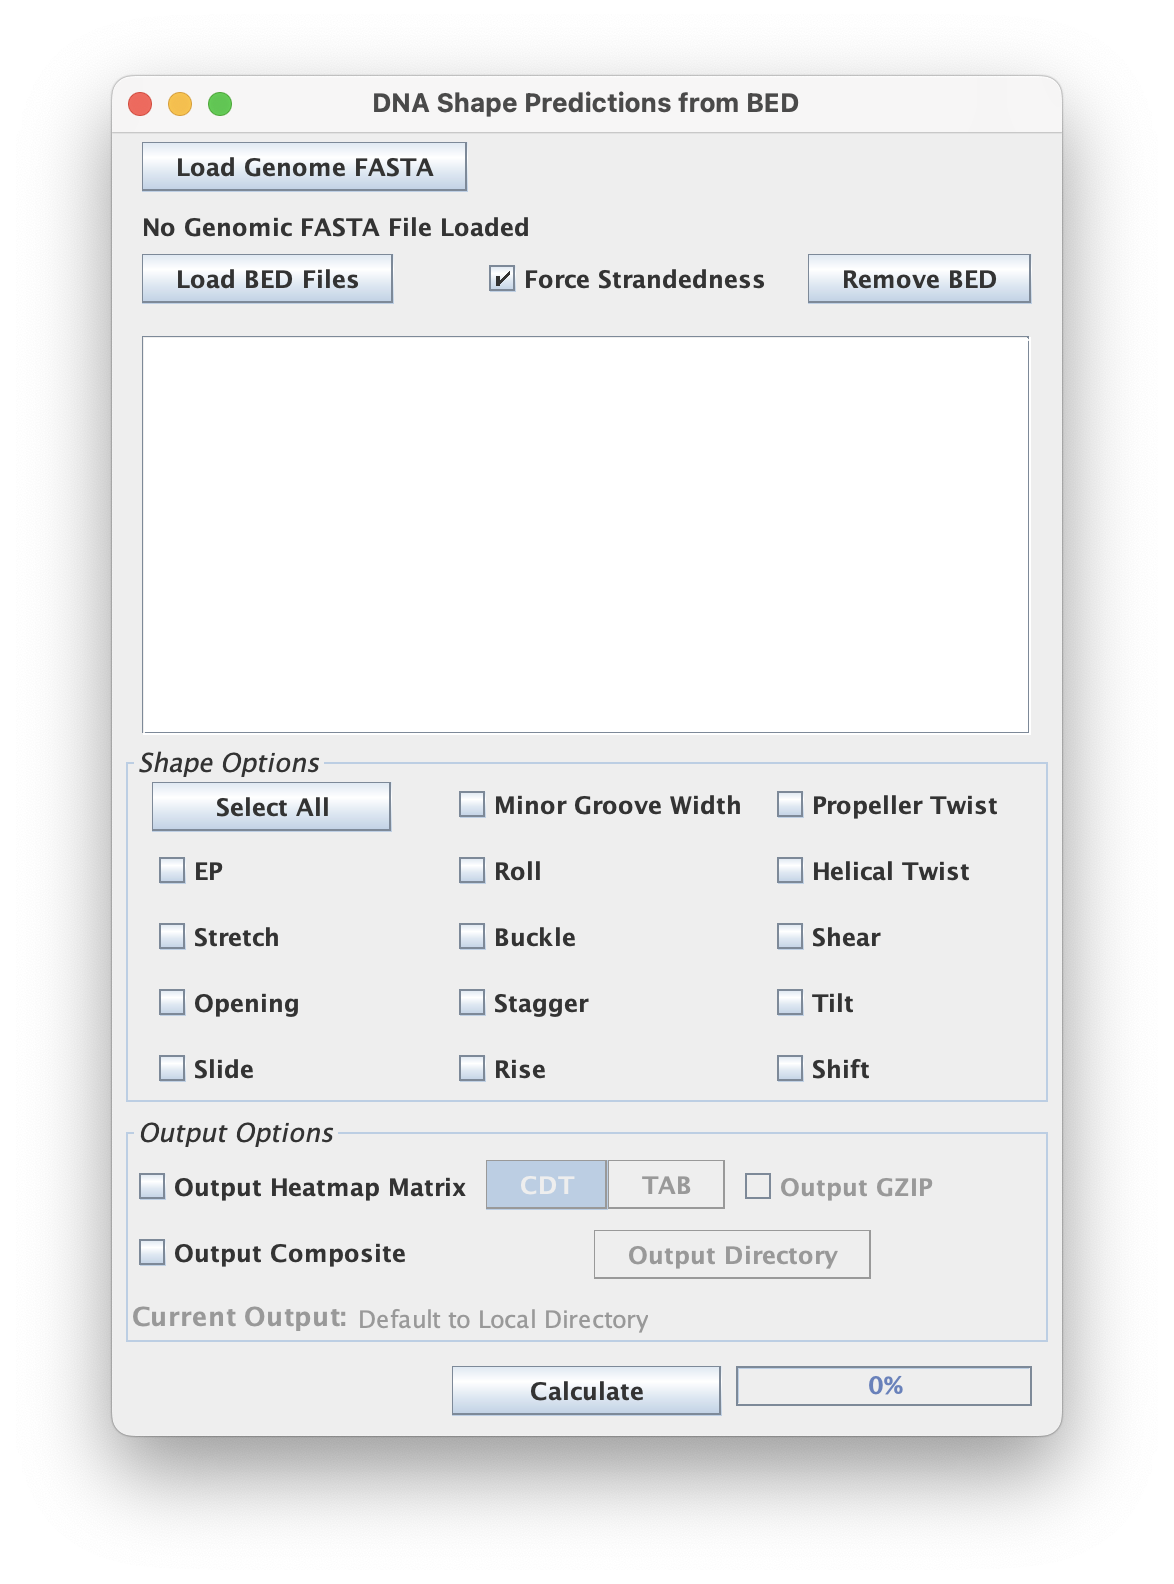 DNA Shape Predictions from BED
Load Genome FASTA
No Genomic FASTA File Loaded
Load BED Files Force Strandedness Remove BED
Shape Options
Select All Minor Groove Width Propeller Twist
EP Roll Helical Twist
Stretch Buckle Shear
Opening Stagger Tilt
Slide Rise Shift
Output Options
Output Heatmap Matrix CDT TAB Output GZIP
Output Composite Output Directory
Current Output: Default to Local Directory
Calculate 0%